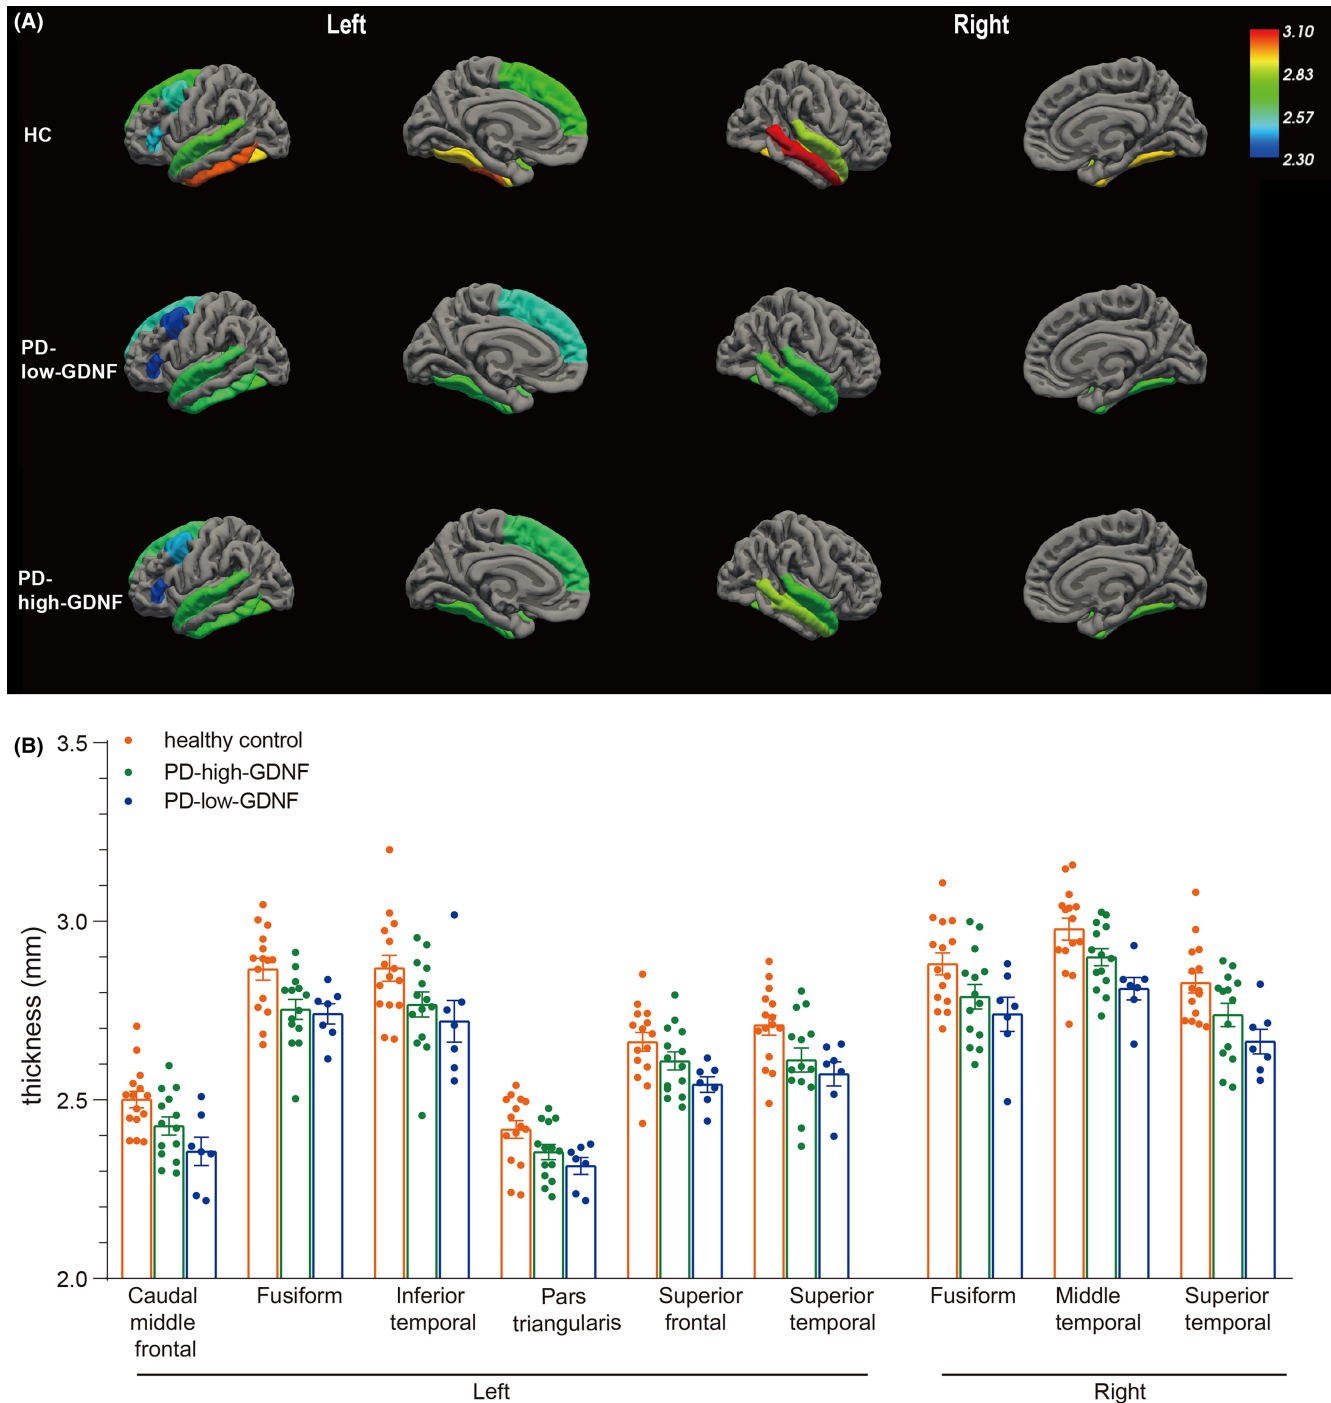 (A)
Left
Right
3.10
2.83
2.57
2.30
HC
PD-
low-GDNF
PD-
high-GDNF
(B)
3.5
3.0
2.5
2.0
thickness (mm)
healthy control
PD-high-GDNF
PD-low-GDNF
Caudal
middle
frontal
Fusiform
Inferior
temporal
Pars
triangularis
Superior
frontal
Superior
temporal
Fusiform
Middle
temporal
Superior
temporal
Left
Right